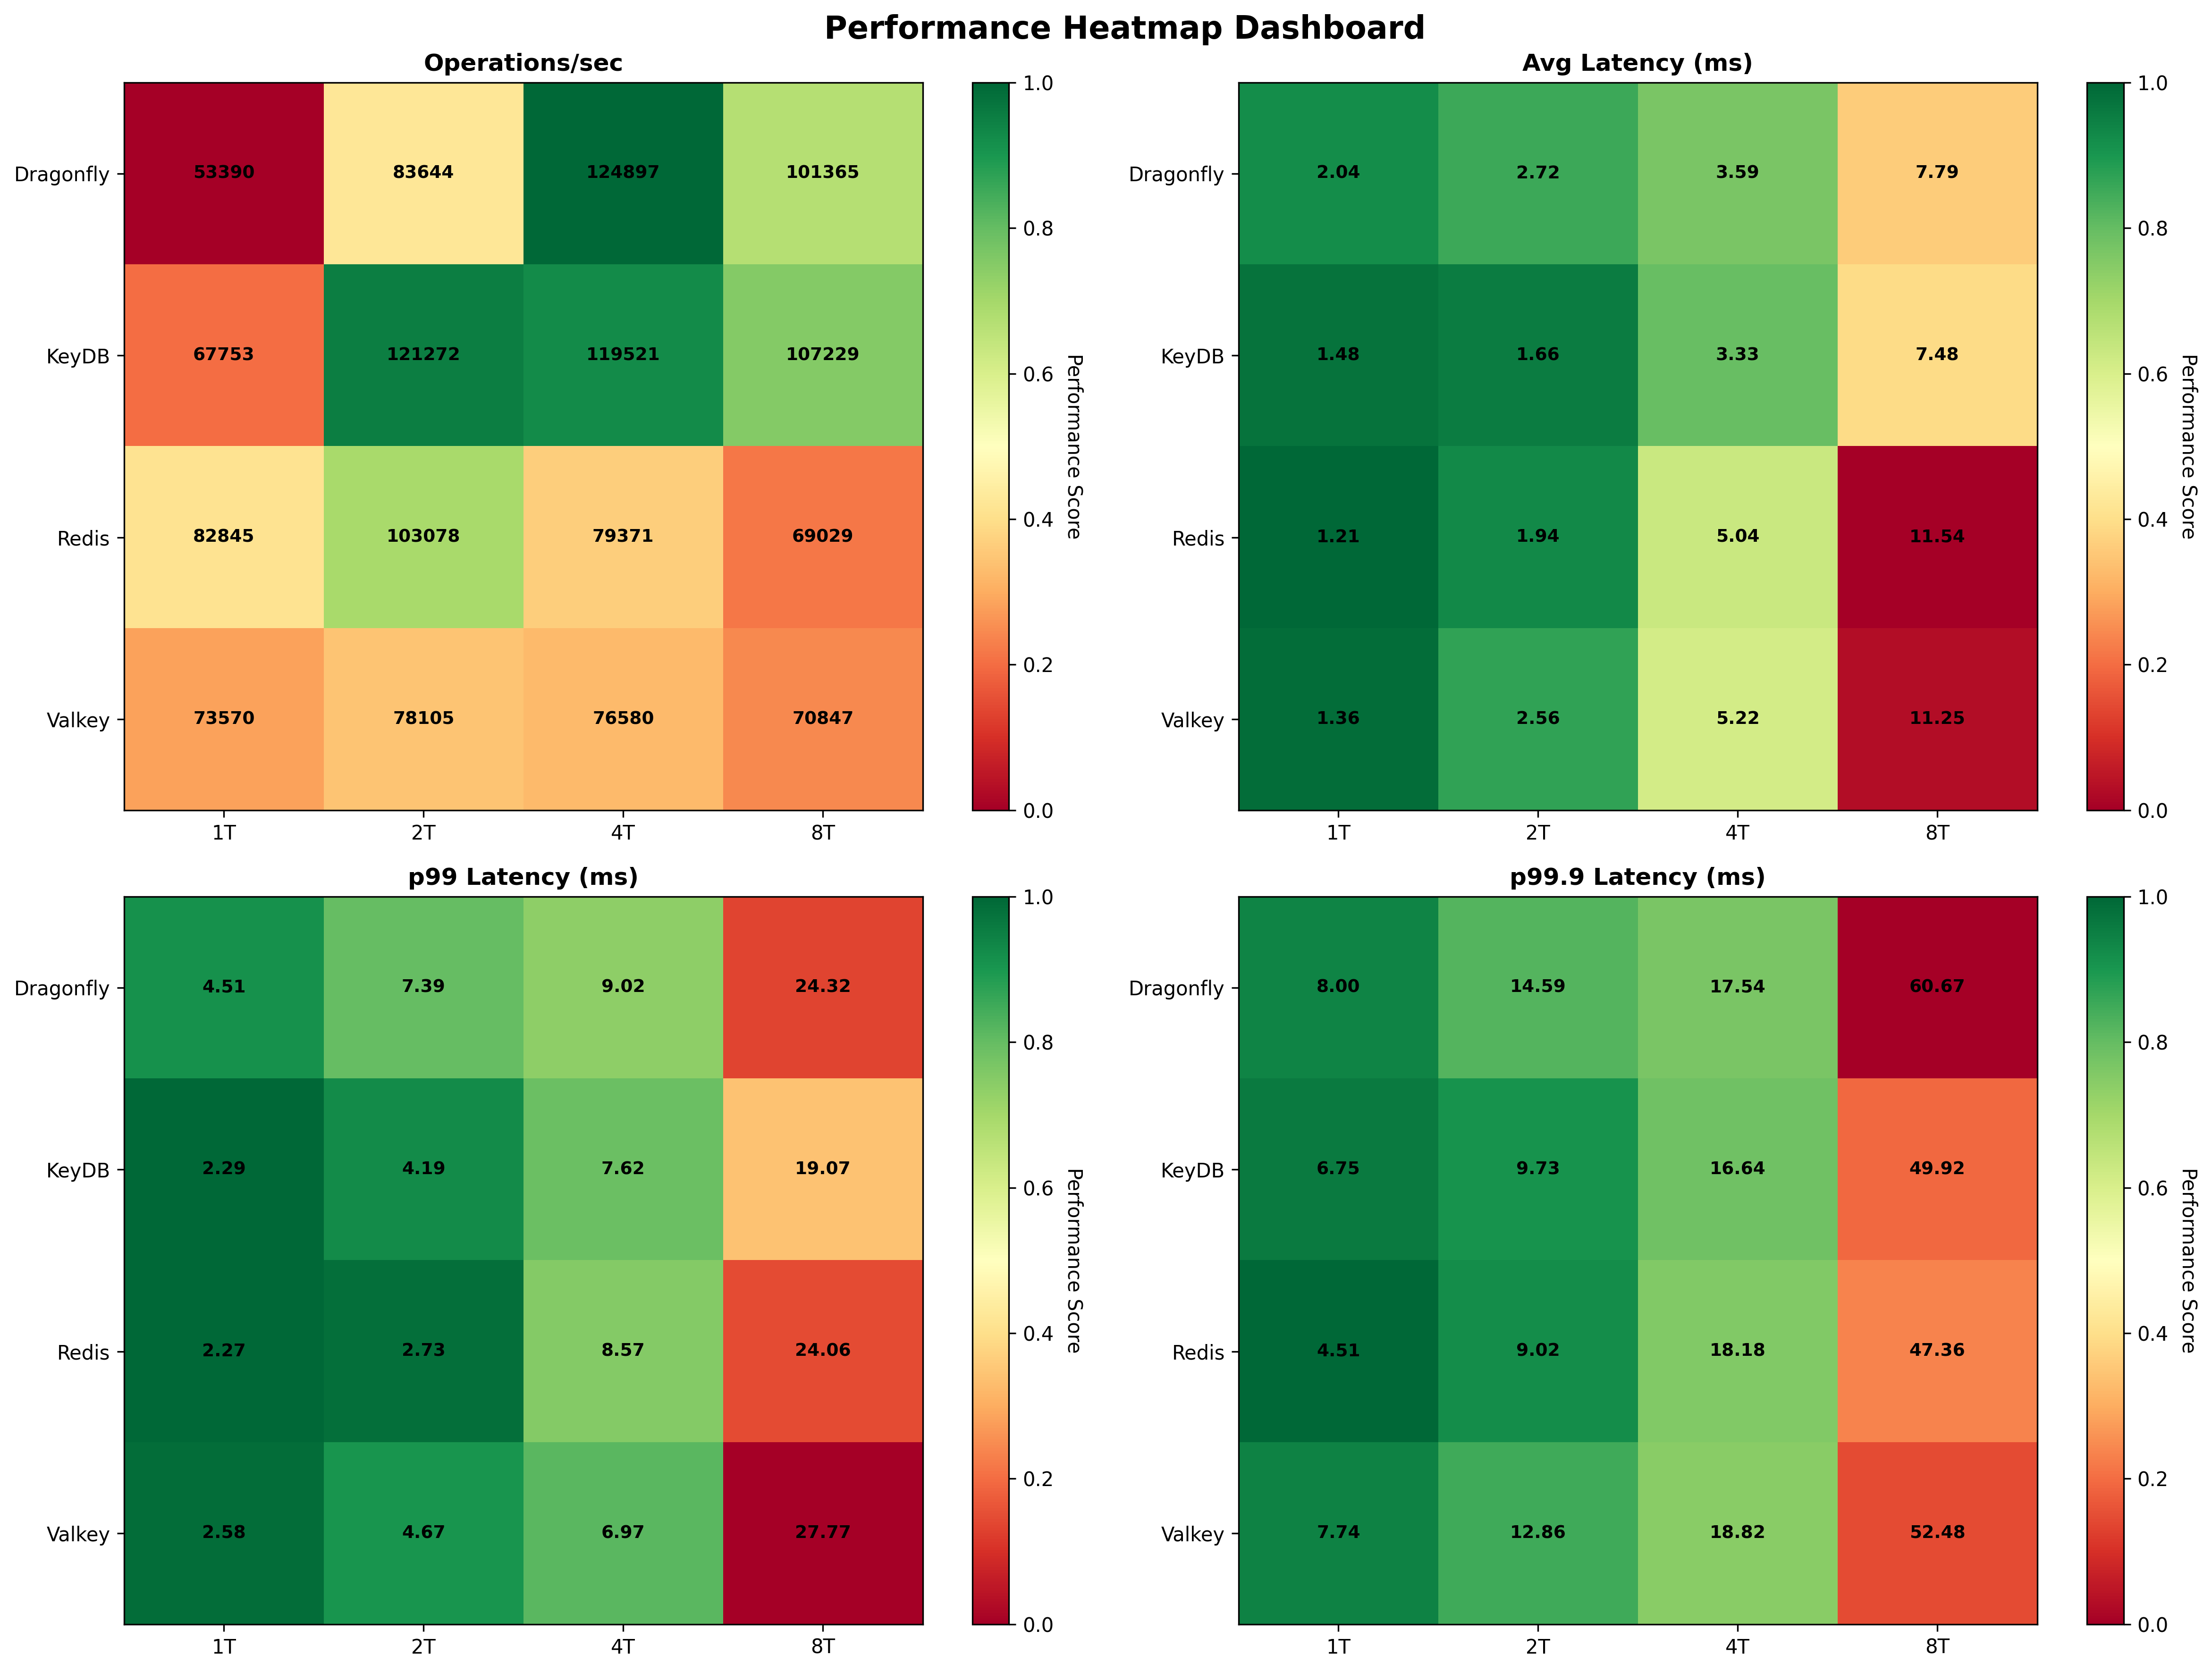 Performance Heatmap Dashboard
Operations/sec
Dragonfly 53390 83644 124897 101365
KeyDB 67753 121272 119521 107229
Redis 82845 103078 79371 69029
Valkey 73570 78105 76580 70847
1T 2T 4T 8T
1.0
0.8
0.6
0.4
0.2
0.0
Performance Score
Avg Latency (ms)
Dragonfly 2.04 2.72 3.59 7.79
KeyDB 1.48 1.66 3.33 7.48
Redis 1.21 1.94 5.04 11.54
Valkey 1.36 2.56 5.22 11.25
1T 2T 4T 8T
1.0
0.8
0.6
0.4
0.2
0.0
Performance Score
p99 Latency (ms)
Dragonfly 4.51 7.39 9.02 24.32
KeyDB 2.29 4.19 7.62 19.07
Redis 2.27 2.73 8.57 24.06
Valkey 2.58 4.67 6.97 27.77
1T 2T 4T 8T
1.0
0.8
0.6
0.4
0.2
0.0
Performance Score
p99.9 Latency (ms)
Dragonfly 8.00 14.59 17.54 60.67
KeyDB 6.75 9.73 16.64 49.92
Redis 4.51 9.02 18.18 47.36
Valkey 7.74 12.86 18.82 52.48
1T 2T 4T 8T
1.0
0.8
0.6
0.4
0.2
0.0
Performance Score